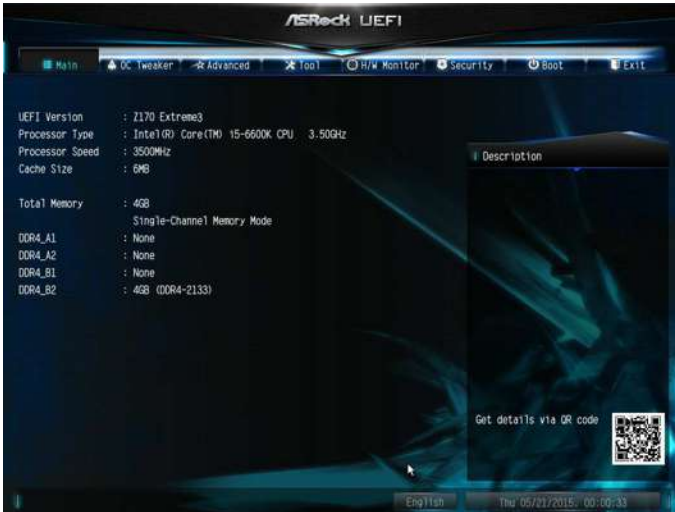 ASRock UEFI
Main OC Tweaker Advanced Tool H/W Monitor Security Boot Exit
UEFI Version : Z170 Extreme3
Processor Type : Intel(R) Core(TM) i5-6600K CPU 3.50GHz
Processor Speed : 3500MHz
Cache Size : 6MB
Description
Total Memory : 4GB
Single-Channel Memory Mode
DDR4_A1 : None
DDR4_A2 : None
DDR4_B1 : None
DDR4_B2 : 4GB (DDR4-2133)
Get details via QR code
English Thu 05/21/2015, 00:00:33